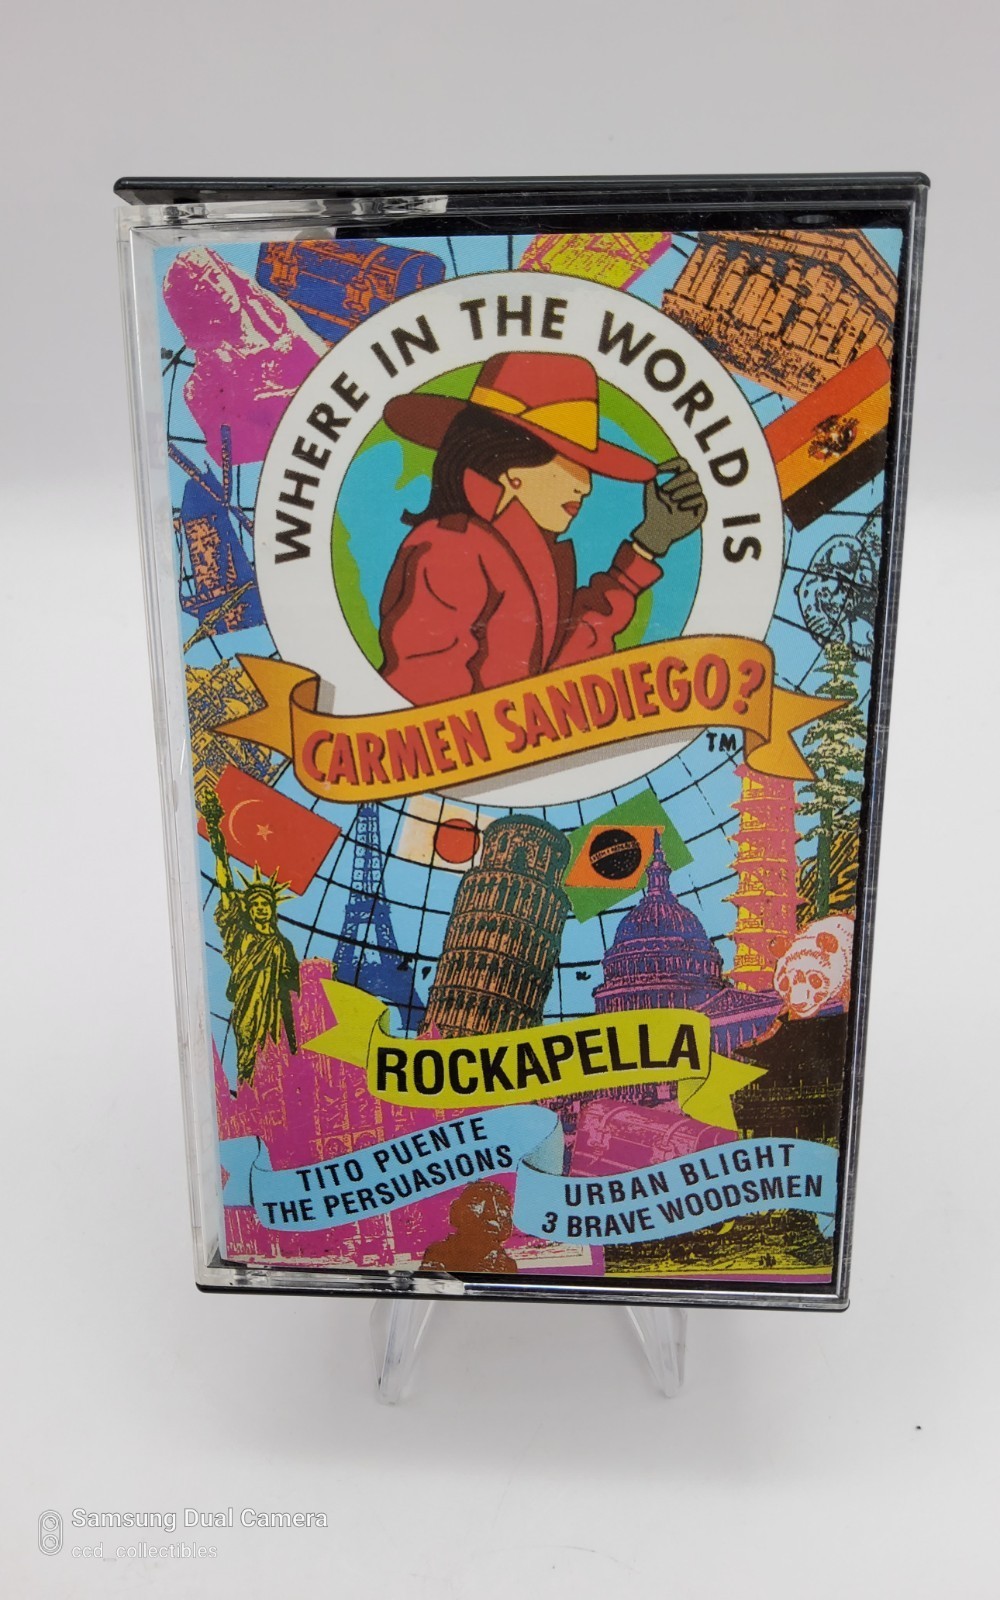 WHERE IN THE WORLD IS
CARMEN SANDIEGO?
TM
ROCKAPELLA
TITO PUENTE
THE PERSUASIONS
URBAN BLIGHT
3 BRAVE WOODSMEN
Samsung Dual Camera
ccd_collectibles